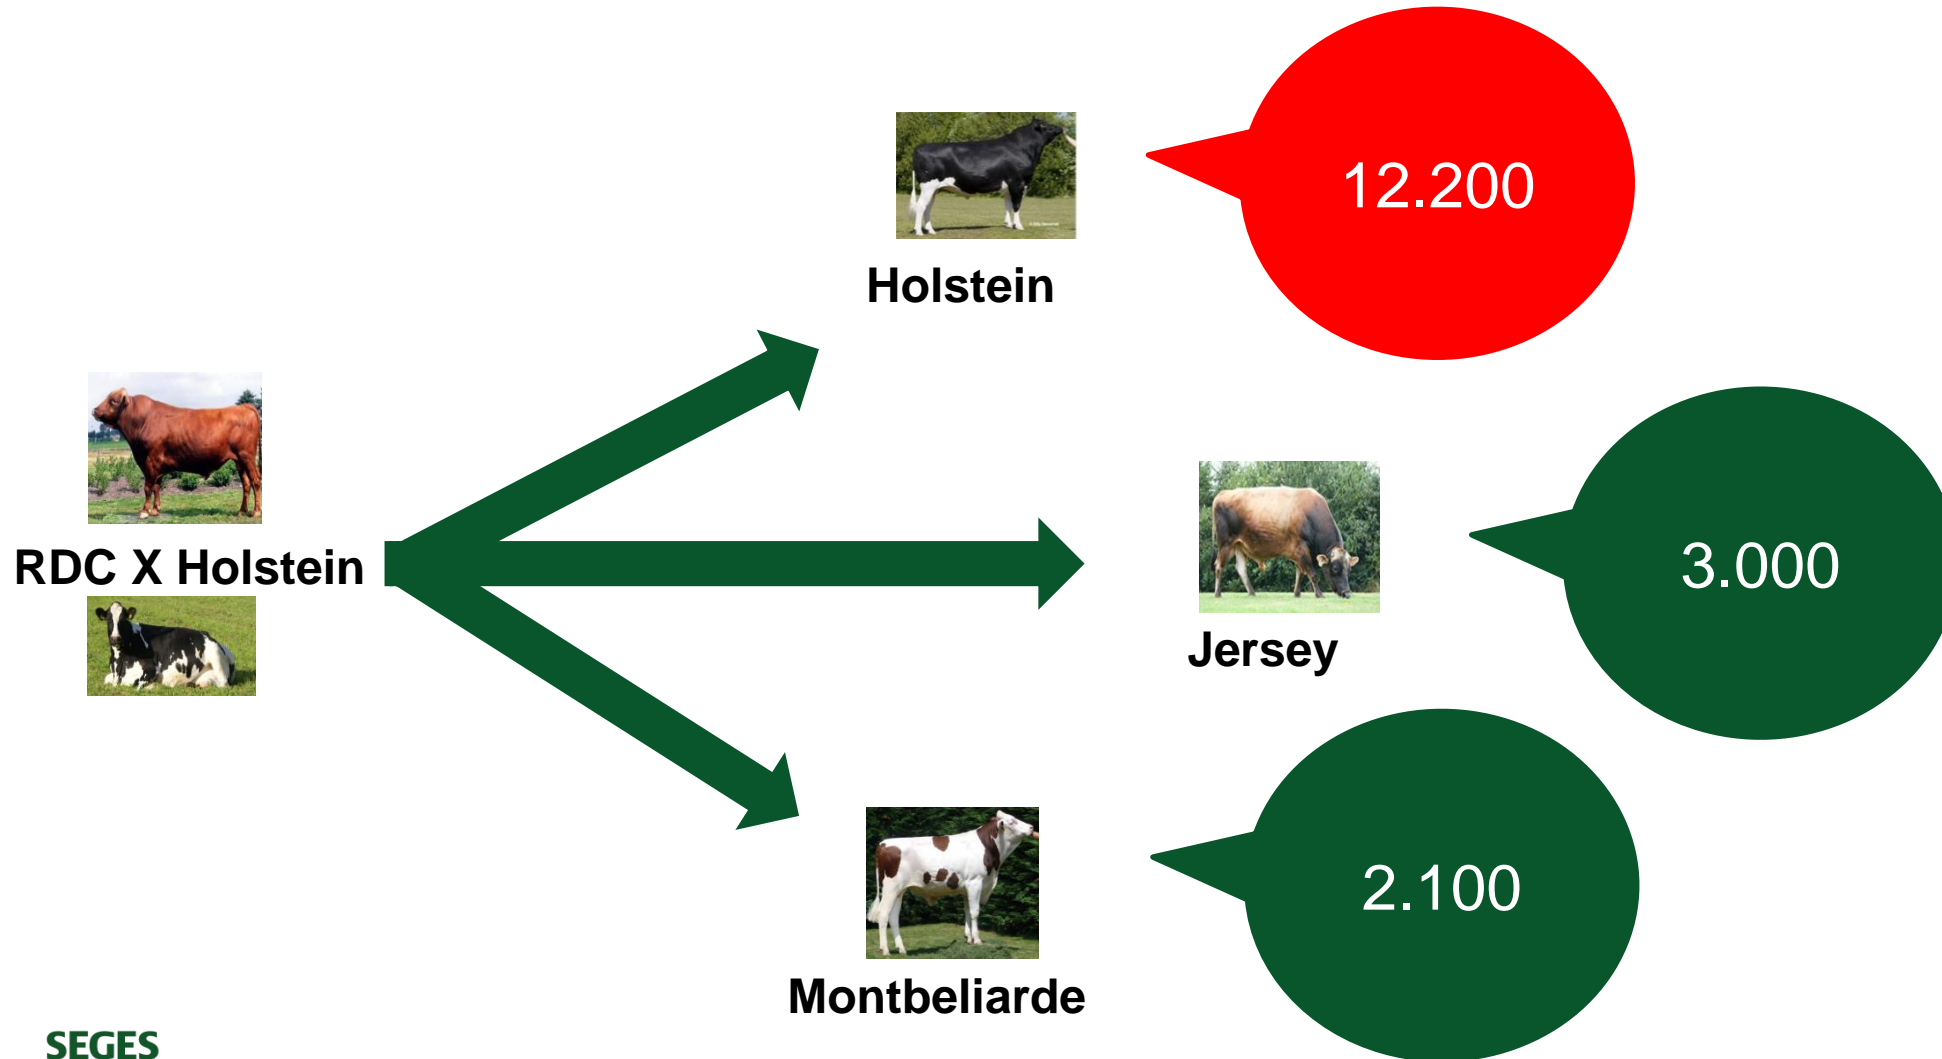 12.200
Holstein
RDC X Holstein
3.000
Jersey
2.100
Montbeliarde
SEGES